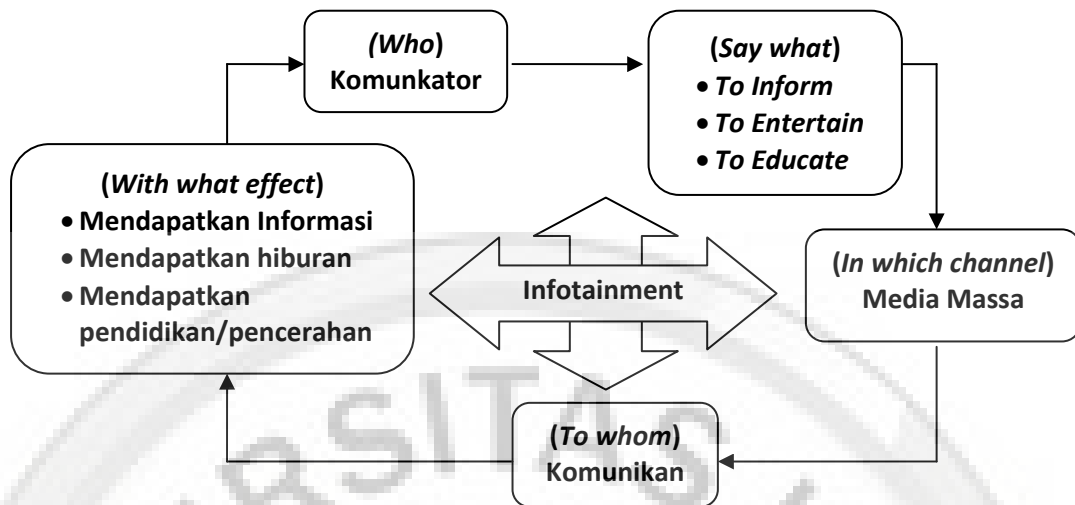 (Who)
Komunkator
(Say what)
• To Inform
• To Entertain
• To Educate
(In which channel)
Media Massa
(To whom)
Komunikan
(With what effect)
• Mendapatkan Informasi
• Mendapatkan hiburan
• Mendapatkan
pendidikan/pencerahan
Infotainment
RSITAS